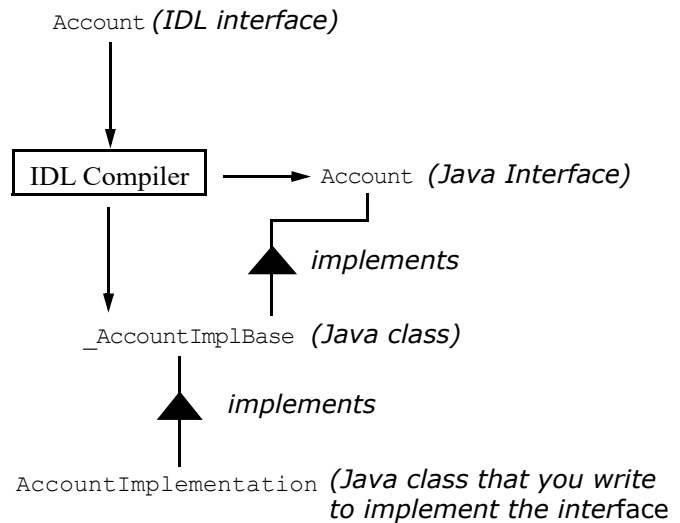 Account (IDL interface)
IDL Compiler
Account (Java Interface)
implements
_AccountImplBase (Java class)
implements
AccountImplementation (Java class that you write
to implement the interface